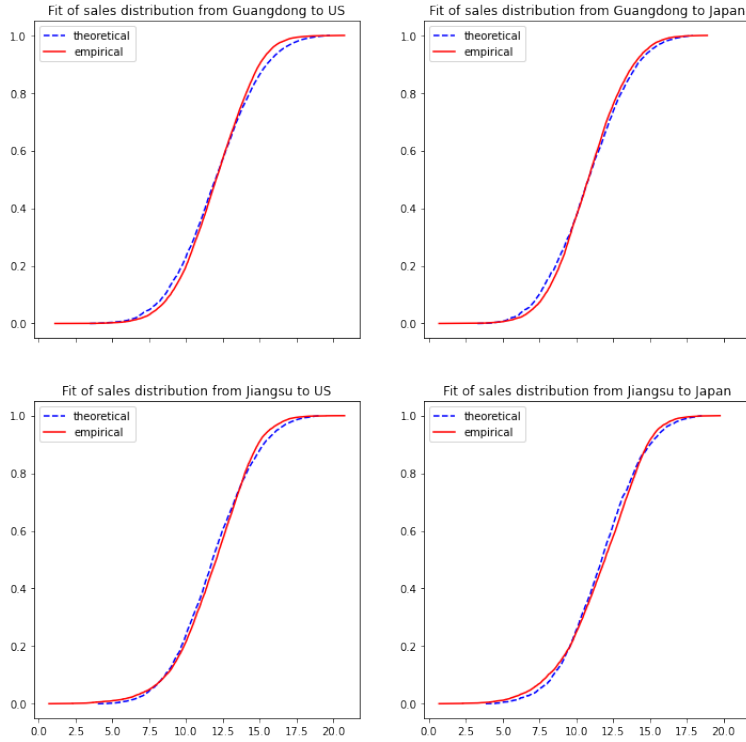 Fit of sales distribution from Guangdong to US
1.0
0.8
0.6
0.4
0.2
0.0
theoretical
empirical
Fit of sales distribution from Guangdong to Japan
1.0
0.8
0.6
0.4
0.2
0.0
theoretical
empirical
Fit of sales distribution from Jiangsu to US
1.0
0.8
0.6
0.4
0.2
0.0
theoretical
empirical
0.0 2.5 5.0 7.5 10.0 12.5 15.0 17.5 20.0
Fit of sales distribution from Jiangsu to Japan
1.0
0.8
0.6
0.4
0.2
0.0
theoretical
empirical
0.0 2.5 5.0 7.5 10.0 12.5 15.0 17.5 20.0